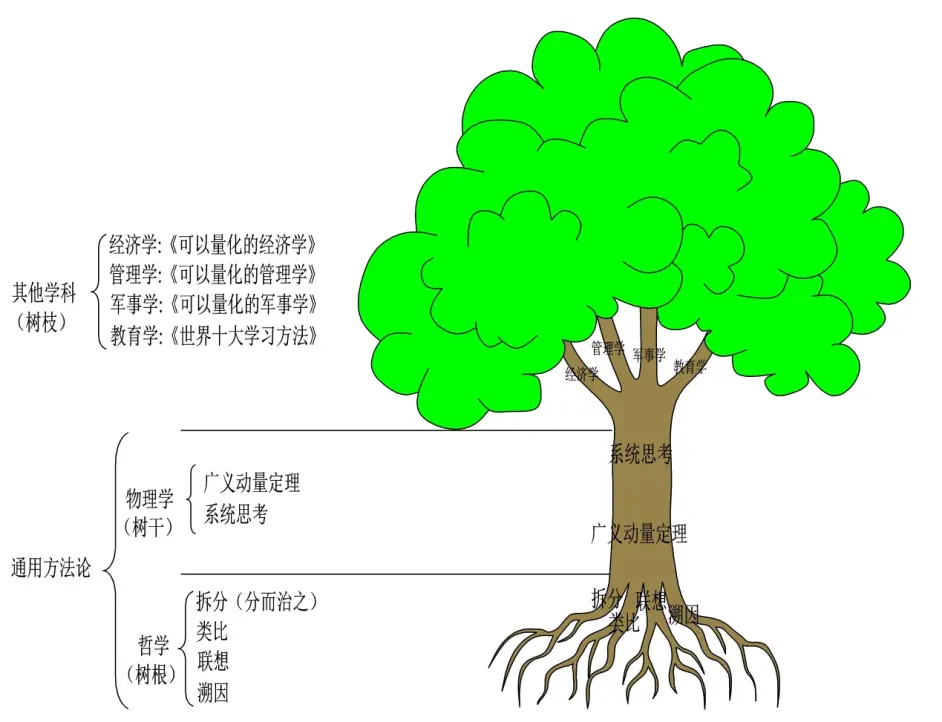 经济学:《可以量化的经济学》
管理学:《可以量化的管理学》
其他学科
(树枝)
军事学:《可以量化的军事学》
教育学:《世界十大学习方法》
管理学
军事学
经济学
教育学
系统思考
物理学
(树干)
广义动量定理
系统思考
广义动量定理
通用方法论
哲学
(树根)
拆分（分而治之）
类比
联想
溯因
拆分
联想
类比
溯因